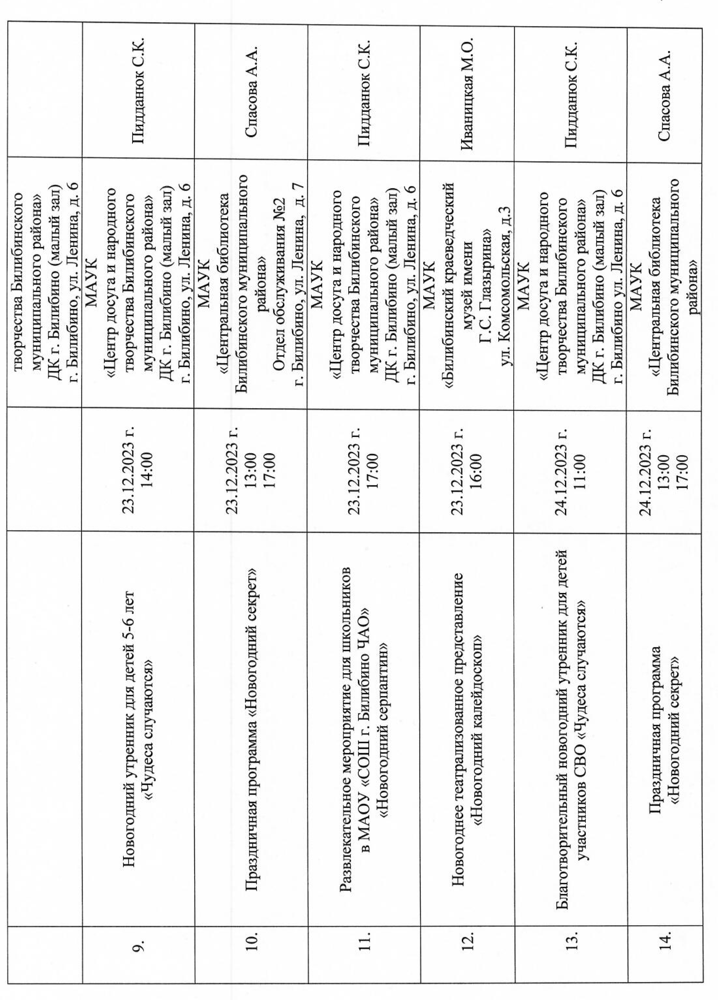 творчества Билибинского
муниципального района»
ДК г. Билибино (малый зал)
г. Билибино, ул. Ленина, д. 6
9.
Новогодний утренник для детей 5-6 лет
«Чудеса случаются»
23.12.2023 г.
14:00
МАУК
«Центр досуга и народного
творчества Билибинского
муниципального района»
ДК г. Билибино (малый зал)
г. Билибино, ул. Ленина, д. 6
Пидданюк С.К.
10.
Праздничная программа «Новогодний секрет»
23.12.2023 г.
13:00
17:00
МАУК
«Центральная библиотека
Билибинского муниципального
района»
Отдел обслуживания №2
г. Билибино, ул. Ленина, д. 7
Спасова А.А.
11.
Развлекательное мероприятие для школьников
в МАОУ «СОШ г. Билибино ЧАО»
«Новогодний серпантин»
23.12.2023 г.
17:00
МАУК
«Центр досуга и народного
творчества Билибинского
муниципального района»
ДК г. Билибино (малый зал)
г. Билибино, ул. Ленина, д. 6
Пидданюк С.К.
12.
Новогоднее театрализованное представление
«Новогодний калейдоскоп»
23.12.2023 г.
16:00
МАУК
«Билибинский краеведческий
музей имени
Г.С. Глазырина»
ул. Комсомольская, д.3
Иваницкая М.О.
13.
Благотворительный новогодний утренник для детей
участников СВО «Чудеса случаются»
24.12.2023 г.
11:00
МАУК
«Центр досуга и народного
творчества Билибинского
муниципального района»
ДК г. Билибино (малый зал)
г. Билибино ул. Ленина, д. 6
Пидданюк С.К.
14.
Праздничная программа
«Новогодний секрет»
24.12.2023 г.
13:00
17:00
МАУК
«Центральная библиотека
Билибинского муниципального
района»
Спасова А.А.